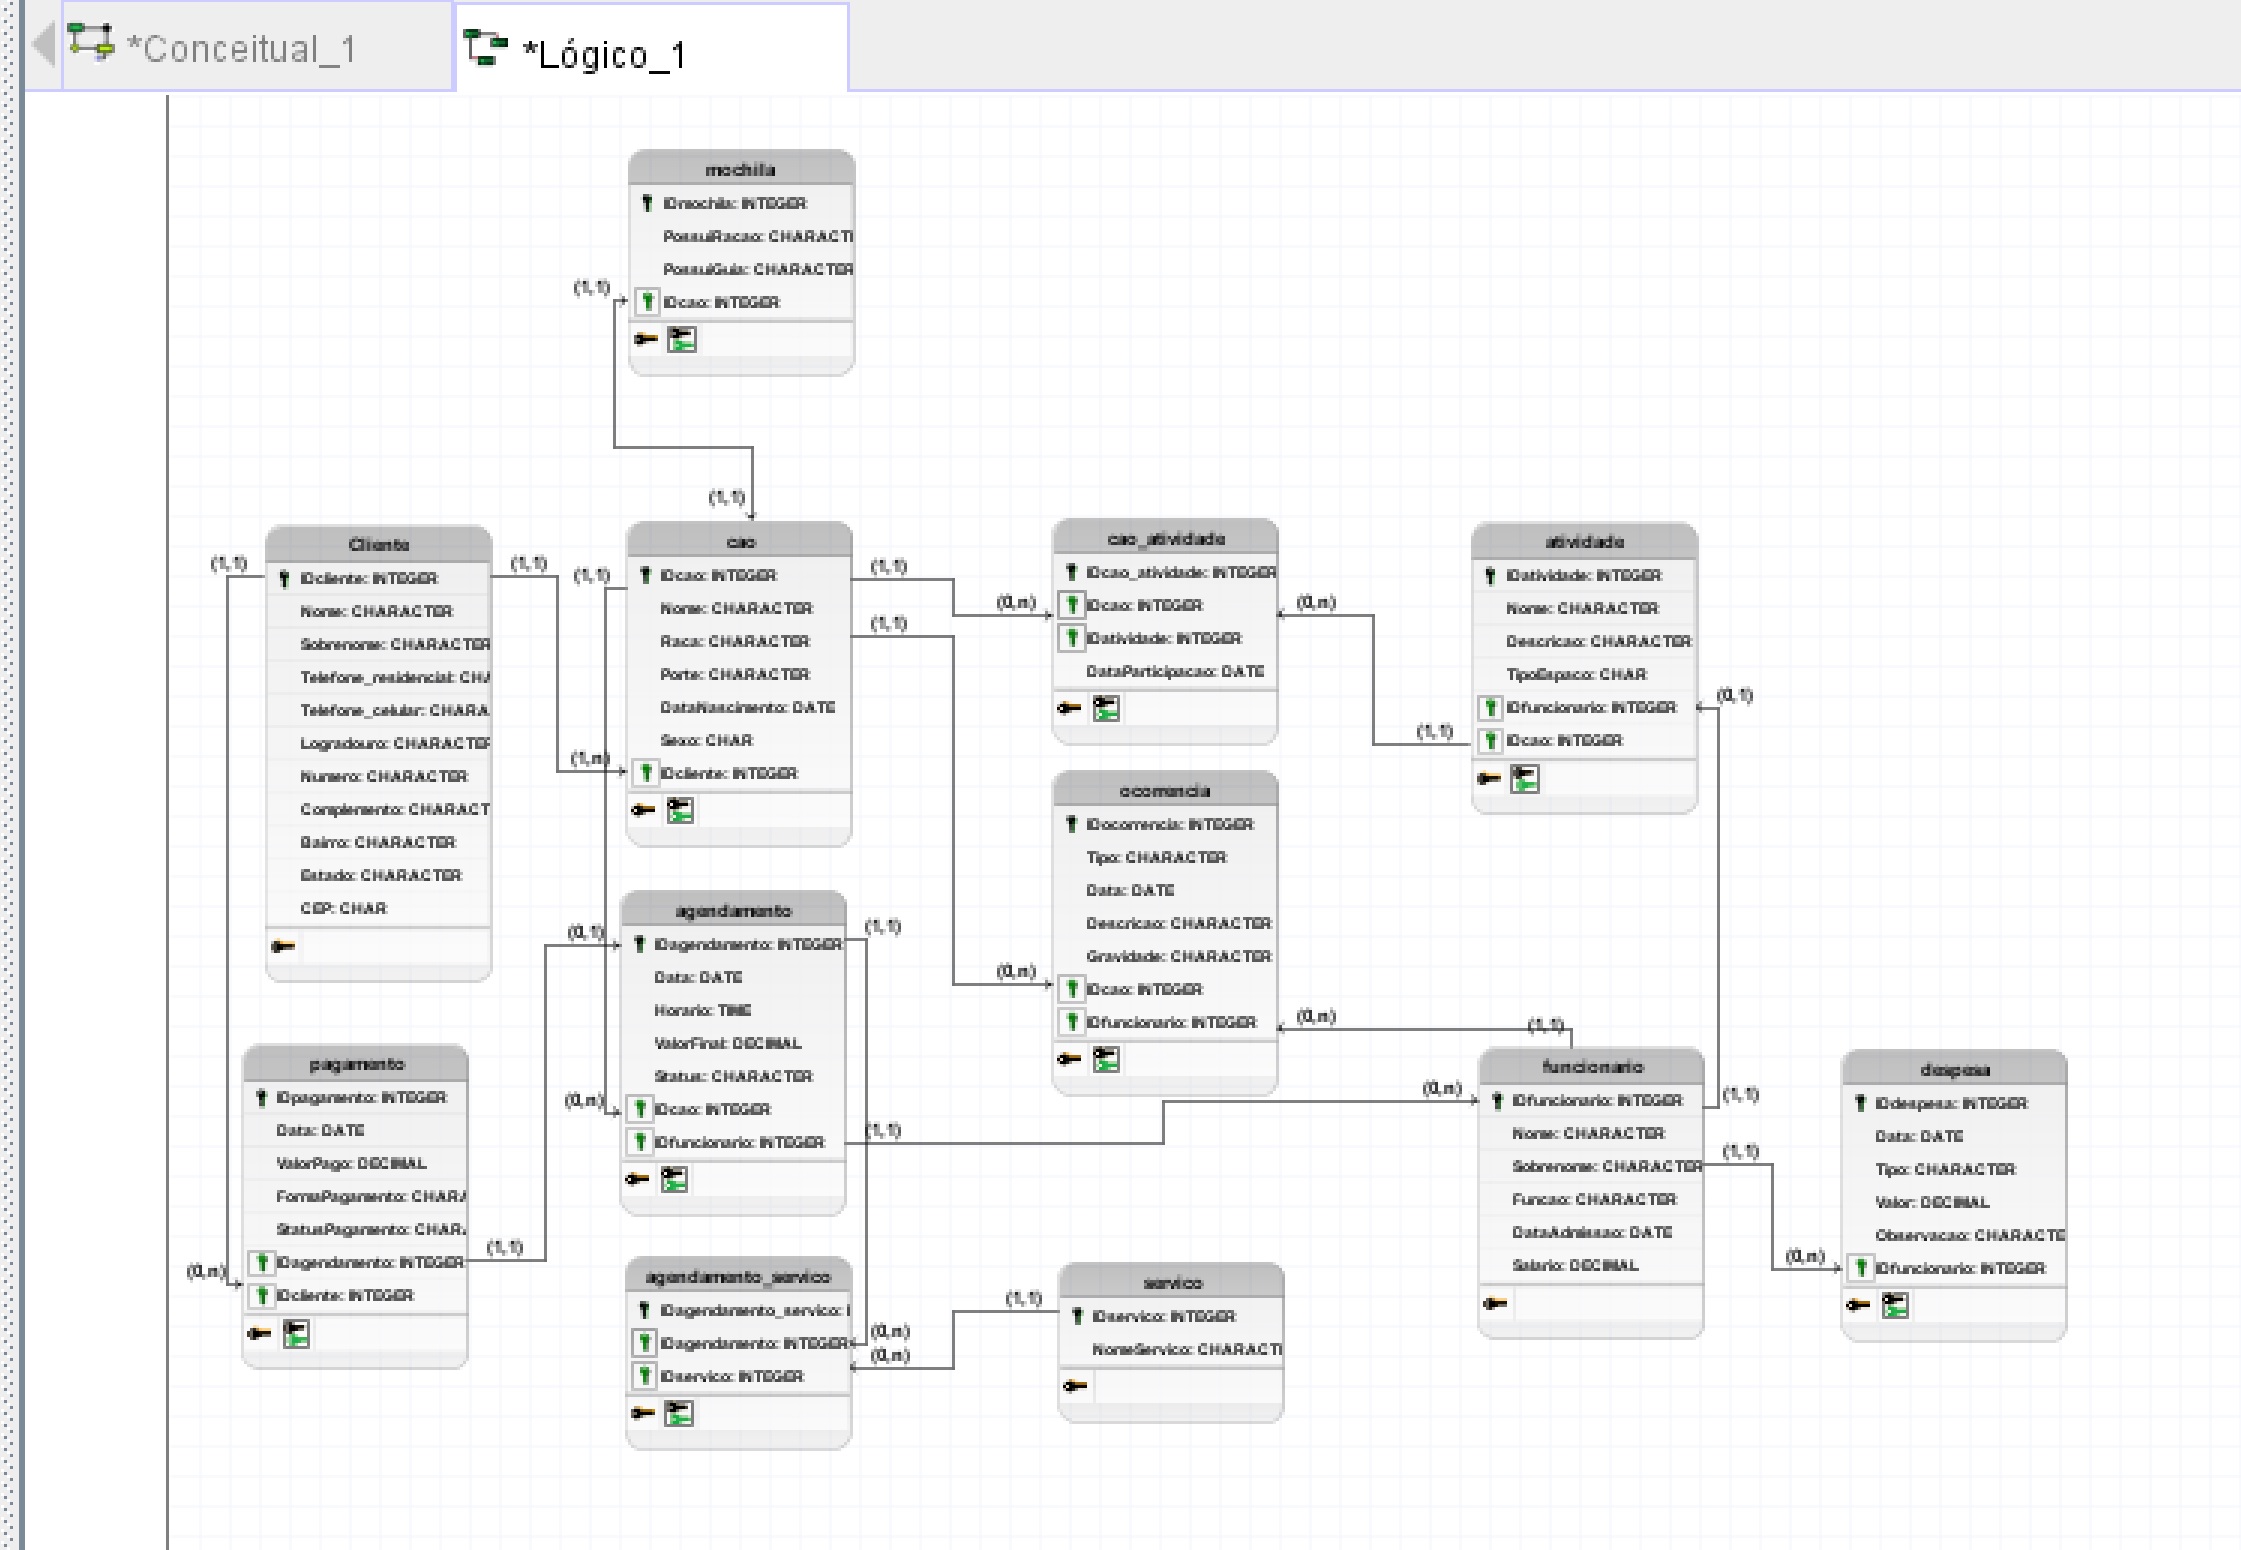 *Conceitual_1
*Lógico_1
mochila
IDmochila: INTEGER
PossuiRacao: CHARACT
PossuiGuia: CHARACTER
(1,1)
IDcao: INTEGER
(1,1)
Cliente
(1,1)
(1,1)
IDcliente: INTEGER
Nome: CHARACTER
Sobrenome: CHARACTER
Telefone_residencial: CHA
Telefone_celular: CHARA
Logradouro: CHARACTER
Numero: CHARACTER
Complemento: CHARACT
Bairro: CHARACTER
Estado: CHARACTER
CEP: CHAR
cao
(1,1)
(1,1)
IDcao: INTEGER
Nome: CHARACTER
(1,1)
Raca: CHARACTER
Porte: CHARACTER
DataNascimento: DATE
Sexo: CHAR
(1,n)
IDcliente: INTEGER
cao_atividade
IDcao_atividade: INTEGER
(0,n)
IDcao: INTEGER
(0,n)
IDatividade: INTEGER
DataParticipacao: DATE
atividade
IDatividade: INTEGER
Nome: CHARACTER
Descricao: CHARACTER
TipoEspaco: CHAR
IDfuncionario: INTEGER
(0,1)
(1,1)
IDcao: INTEGER
ocorrencia
IDocorrencia: INTEGER
Tipo: CHARACTER
Data: DATE
Descricao: CHARACTER
Gravidade: CHARACTER
(0,n)
IDcao: INTEGER
IDfuncionario: INTEGER
(0,n)
agendamento
(0,1)
(1,1)
IDagendamento: INTEGER
Data: DATE
Horario: TIME
ValorFinal: DECIMAL
Status: CHARACTER
(0,n)
IDcao: INTEGER
IDfuncionario: INTEGER
(1,1)
pagamento
IDpagamento: INTEGER
Data: DATE
ValorPago: DECIMAL
FormaPagamento: CHARA
StatusPagamento: CHAR
IDagendamento: INTEGER
(1,1)
(0,n)
IDcliente: INTEGER
agendamento_servico
IDagendamento_servico: I
IDagendamento: INTEGER
(0,n)
IDservico: INTEGER
(0,n)
servico
(1,1)
IDservico: INTEGER
NomeServico: CHARACT
(1,1)
funcionario
(0,n)
IDfuncionario: INTEGER
(1,1)
Nome: CHARACTER
Sobrenome: CHARACTER
(1,1)
Funcao: CHARACTER
DataAdmissao: DATE
Salario: DECIMAL
despesa
IDdespesa: INTEGER
Data: DATE
Tipo: CHARACTER
Valor: DECIMAL
Observacao: CHARACTE
(0,n)
IDfuncionario: INTEGER